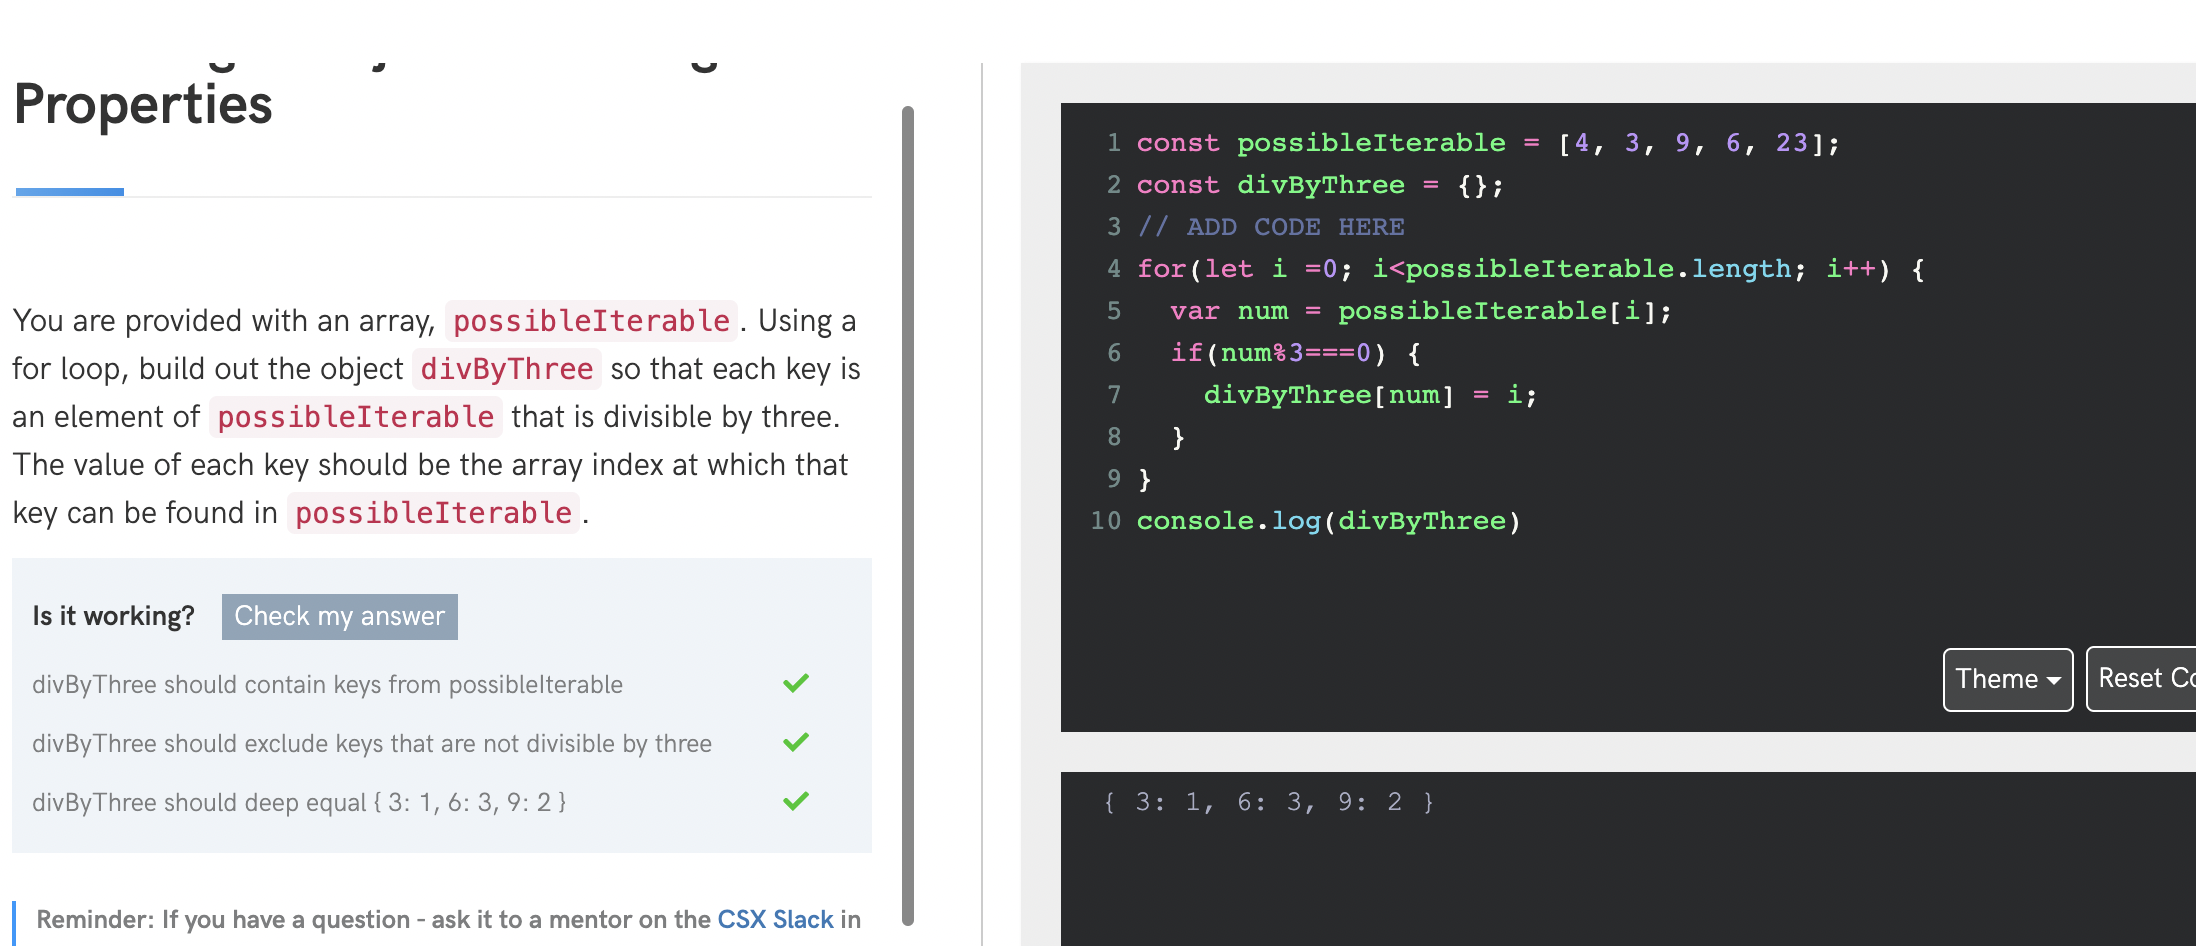 Properties
You are provided with an array, possibleIterable. Using a
for loop, build out the object divByThree so that each key is
an element of possibleIterable that is divisible by three.
The value of each key should be the array index at which that
key can be found in possibleIterable.
Is it working? Check my answer
divByThree should contain keys from possibleIterable
divByThree should exclude keys that are not divisible by three
divByThree should deep equal { 3: 1, 6: 3, 9: 2 }
Reminder: If you have a question - ask it to a mentor on the CSX Slack in
1 const possibleIterable = [4, 3, 9, 6, 23];
2 const divByThree = {};
3 // ADD CODE HERE
4 for(let i =0; i<possibleIterable.length; i++) {
5   var num = possibleIterable[i];
6   if(num%3===0) {
7     divByThree[num] = i;
8   }
9 }
10 console.log(divByThree)
Theme
Reset
{ 3: 1, 6: 3, 9: 2 }